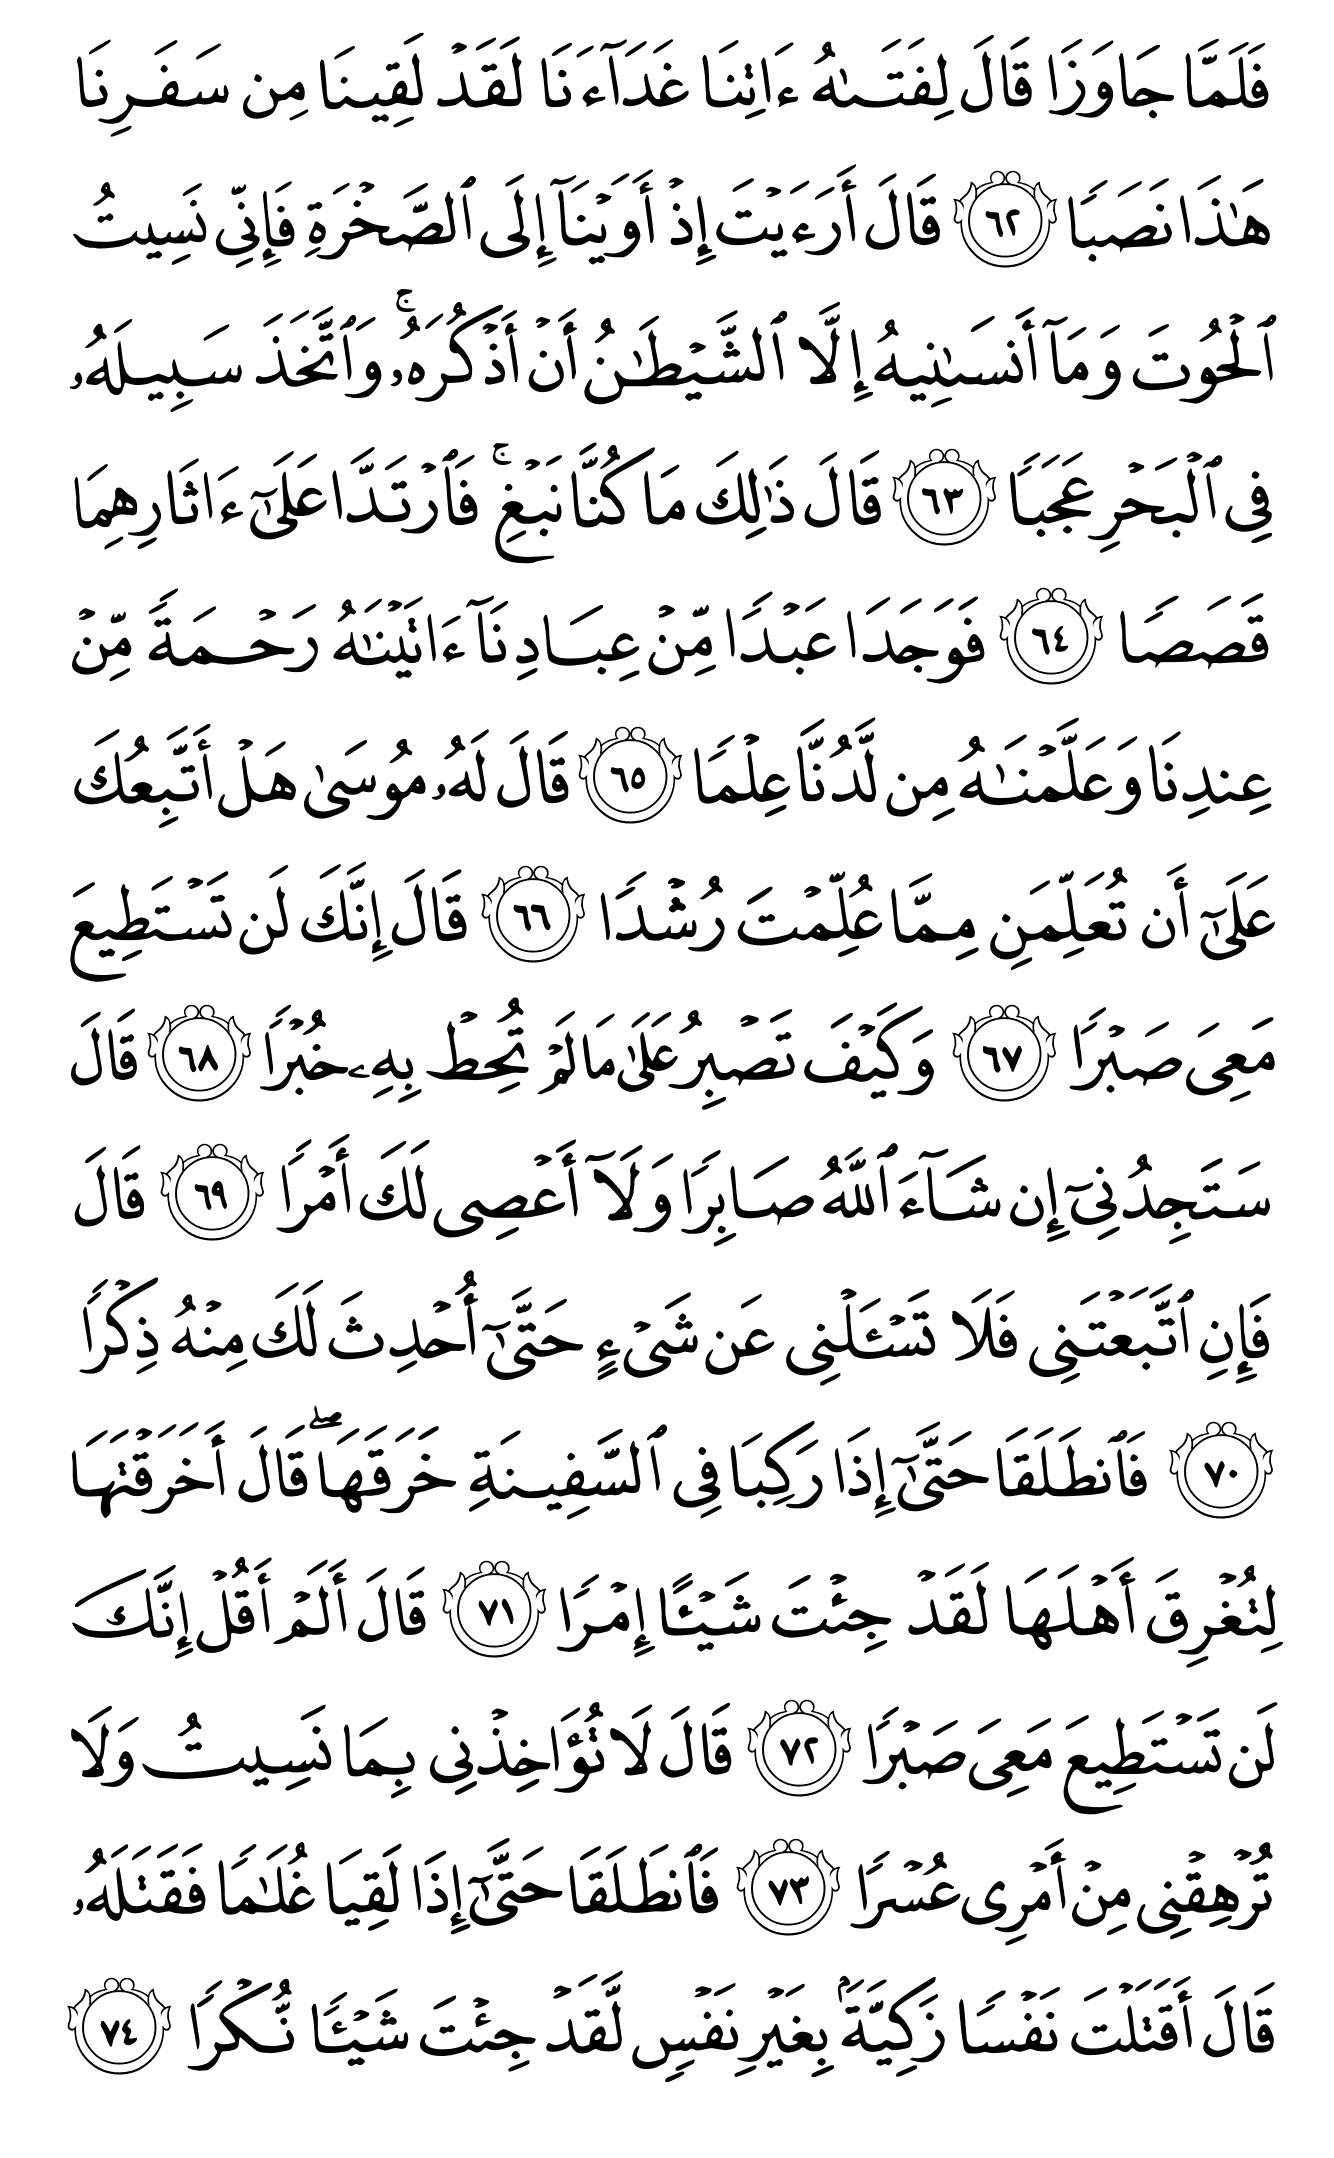 فَلَمَّا جَاوَزَا قَالَ لِفَتَىٰهُ ءَاتِنَا غَدَآءَنَا لَقَدْ لَقِينَا مِن سَفَرِنَا
هَٰذَا نَصَبًا ٦٢ قَالَ أَرَءَيْتَ إِذْ أَوَيْنَآ إِلَى ٱلصَّخْرَةِ فَإِنِّى نَسِيتُ
ٱلْحُوتَ وَمَآ أَنسَىٰنِيهُ إِلَّا ٱلشَّيْطَٰنُ أَنْ أَذْكُرَهُۥ ۚ وَٱتَّخَذَ سَبِيلَهُۥ
فِى ٱلْبَحْرِ عَجَبًا ٦٣ قَالَ ذَٰلِكَ مَا كُنَّا نَبْغِ ۚ فَٱرْتَدَّا عَلَىٰٓ ءَاثَارِهِمَا
قَصَصًا ٦٤ فَوَجَدَا عَبْدًا مِّنْ عِبَادِنَآ ءَاتَيْنَٰهُ رَحْمَةً مِّنْ
عِندِنَا وَعَلَّمْنَٰهُ مِن لَّدُنَّا عِلْمًا ٦٥ قَالَ لَهُۥ مُوسَىٰ هَلْ أَتَّبِعُكَ
عَلَىٰٓ أَن تُعَلِّمَنِ مِمَّا عُلِّمْتَ رُشْدًا ٦٦ قَالَ إِنَّكَ لَن تَسْتَطِيعَ
مَعِىَ صَبْرًا ٦٧ وَكَيْفَ تَصْبِرُ عَلَىٰ مَا لَمْ تُحِطْ بِهِۦ خُبْرًا ٦٨ قَالَ
سَتَجِدُنِىٓ إِن شَآءَ ٱللَّهُ صَابِرًا وَلَآ أَعْصِى لَكَ أَمْرًا ٦٩ قَالَ
فَإِنِ ٱتَّبَعْتَنِى فَلَا تَسْـَٔلْنِى عَن شَىْءٍ حَتَّىٰٓ أُحْدِثَ لَكَ مِنْهُ ذِكْرًا
٧٠ فَٱنطَلَقَا حَتَّىٰٓ إِذَا رَكِبَا فِى ٱلسَّفِينَةِ خَرَقَهَا ۖ قَالَ أَخَرَقْتَهَا
لِتُغْرِقَ أَهْلَهَا لَقَدْ جِئْتَ شَيْـًٔا إِمْرًا ٧١ قَالَ أَلَمْ أَقُلْ إِنَّكَ
لَن تَسْتَطِيعَ مَعِىَ صَبْرًا ٧٢ قَالَ لَا تُؤَاخِذْنِى بِمَا نَسِيتُ وَلَا
تُرْهِقْنِى مِنْ أَمْرِى عُسْرًا ٧٣ فَٱنطَلَقَا حَتَّىٰٓ إِذَا لَقِيَا غُلَٰمًا فَقَتَلَهُۥ
قَالَ أَقَتَلْتَ نَفْسًا زَكِيَّةًۢ بِغَيْرِ نَفْسٍ لَّقَدْ جِئْتَ شَيْـًٔا نُّكْرًا ٧٤